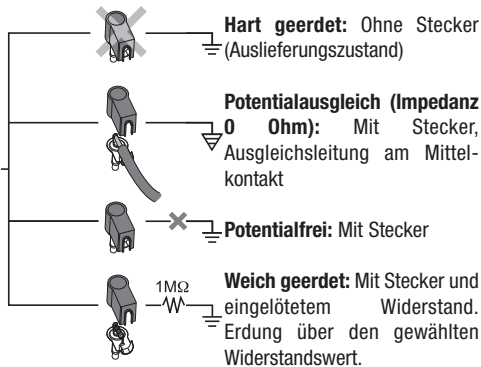 Hart geerdet: Ohne Stecker
(Auslieferungszustand)
Potentialausgleich (Impedanz
0 Ohm): Mit Stecker,
Ausgleichsleitung am Mittel-
kontakt
Potentialfrei: Mit Stecker
1MΩ
Weich geerdet: Mit Stecker und
eingelötetem Widerstand.
Erdung über den gewählten
Widerstandswert.